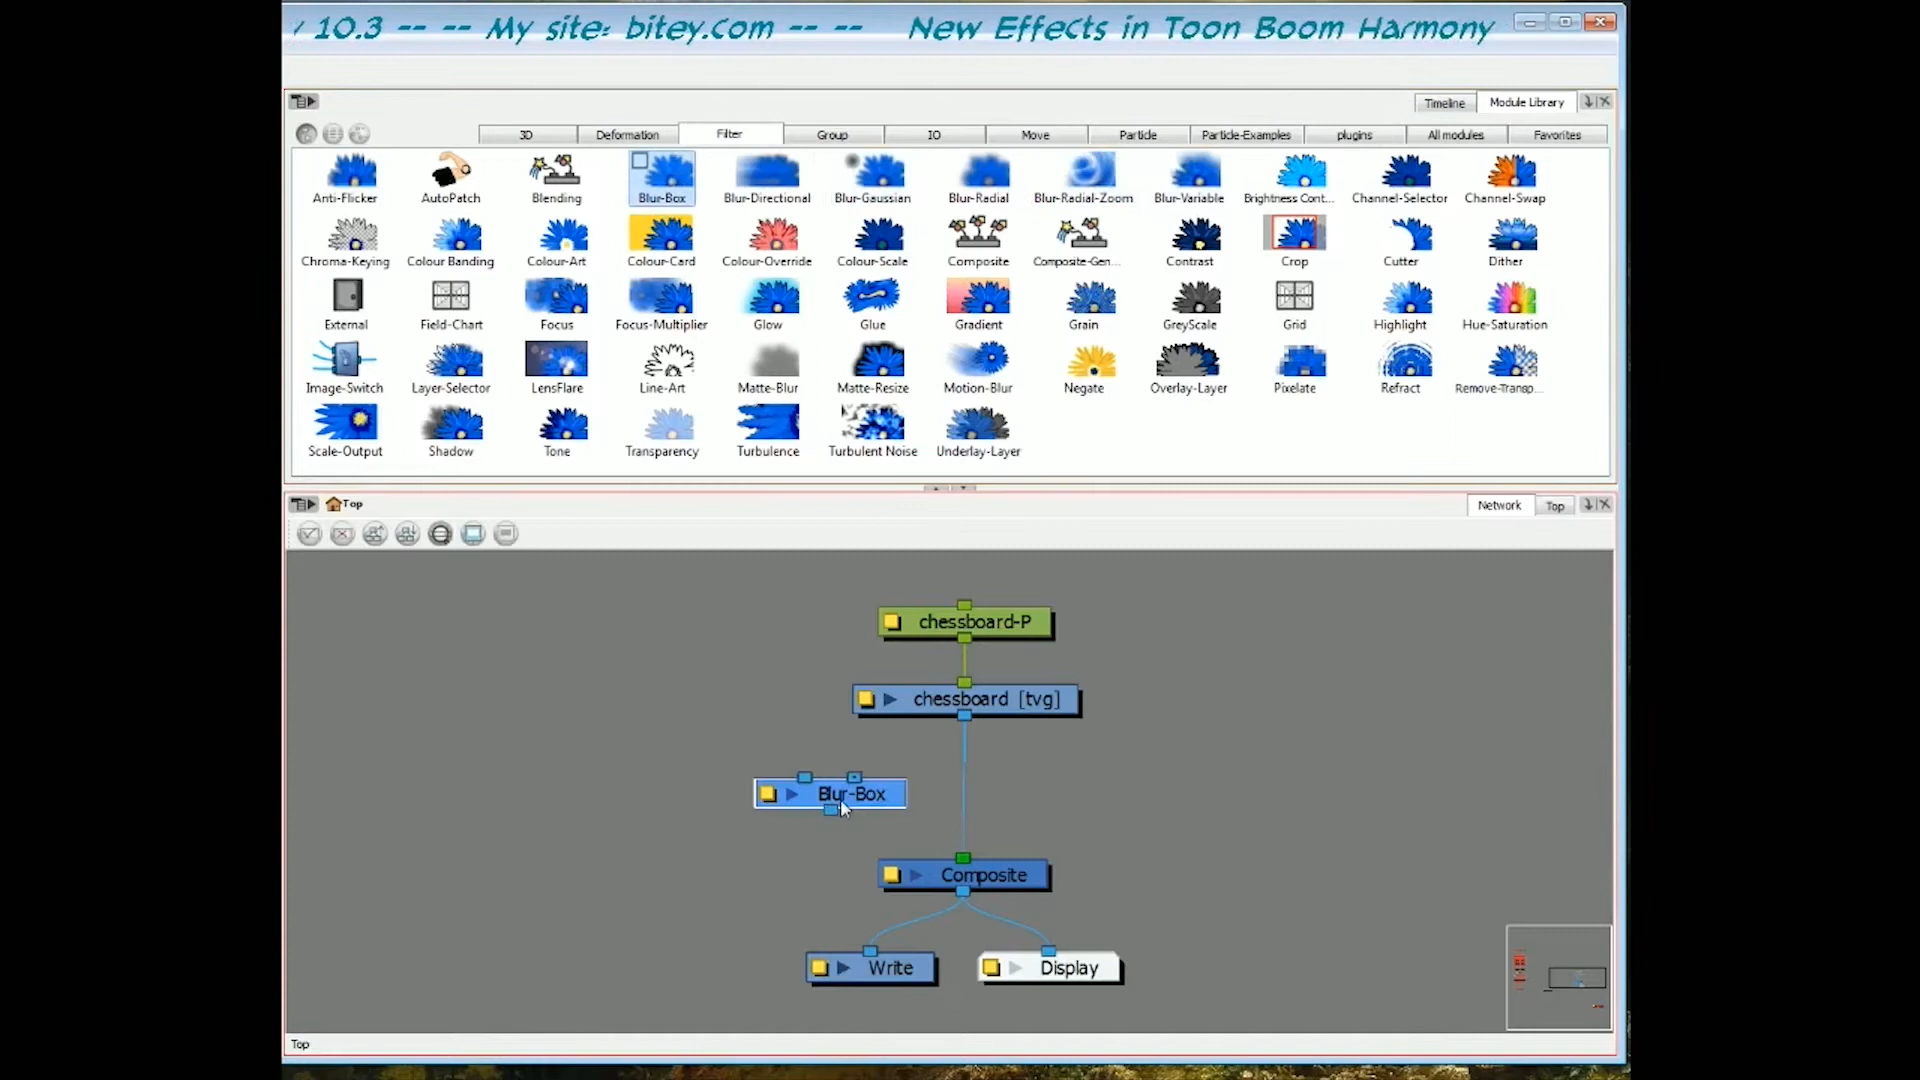 10.3 -- -- My site: bitey.com -- -- New Effects in Toon Boom Harmony
Timeline Module Library
3D Deformation Filter Group IO Move Particle Particle-Examples plugins All modules Favorites
Anti-Flicker AutoPatch Blending Blur-Box Blur-Directional Blur-Gaussian Blur-Radial Blur-Radial-Zoom Blur-Variable Brightness Cont... Channel-Selector Channel-Swap
Chroma-Keying Colour Banding Colour-Art Colour-Card Colour-Override Colour-Scale Composite Composite-Gen... Contrast Crop Cutter Dither
External Field-Chart Focus Focus-Multiplier Glow Glue Gradient Grain GreyScale Grid Highlight Hue-Saturation
Image-Switch Layer-Selector LensFlare Line-Art Matte-Blur Matte-Resize Motion-Blur Negate Overlay-Layer Pixelate Refract Remove-Transp...
Scale-Output Shadow Tone Transparency Turbulence Turbulent Noise Underlay-Layer
Top Network Top
chessboard-P
chessboard [tvg]
Blur-Box
Composite
Write Display
Top